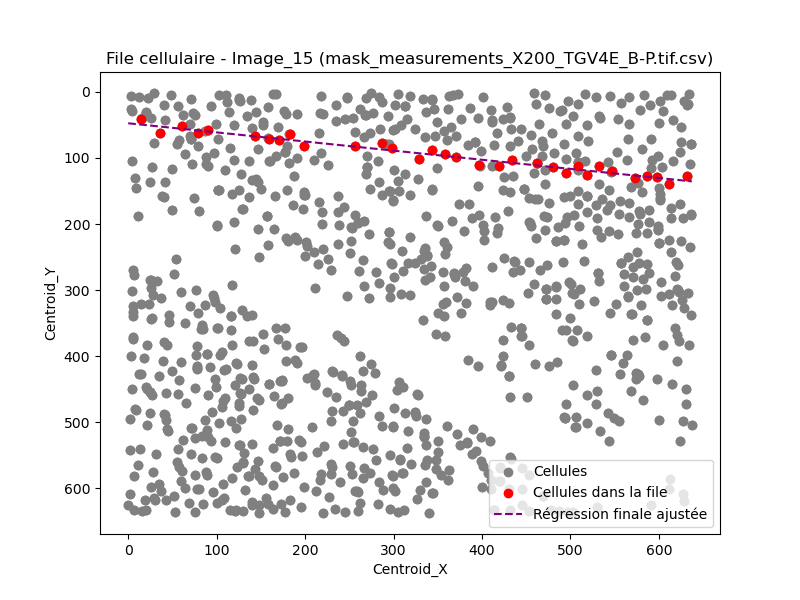 File cellulaire - Image_15 (mask_measurements_X200_TGV4E_B-P.tif.csv)
0
100
200
300
400
500
600
Centroid_Y
Cellules
Cellules dans la file
Régression finale ajustée
0 100 200 300 400 500 600
Centroid_X